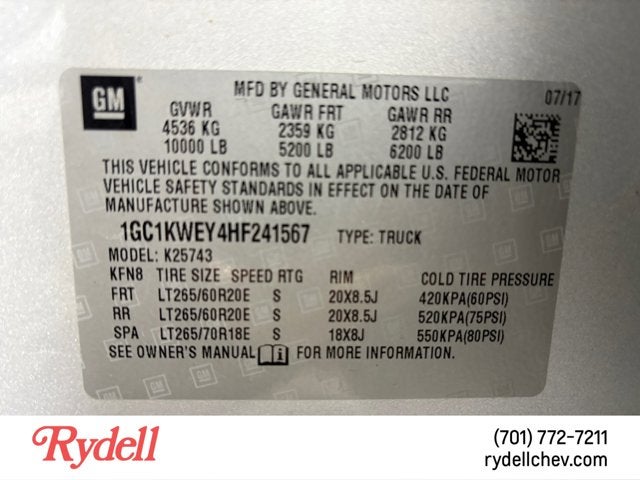 GM
MFD BY GENERAL MOTORS LLC 07/17
GVWR GAWR FRT GAWR RR
4536 KG 2359 KG 2812 KG
10000 LB 5200 LB 6200 LB
THIS VEHICLE CONFORMS TO ALL APPLICABLE U.S. FEDERAL MOTOR
VEHICLE SAFETY STANDARDS IN EFFECT ON THE DATE OF
MANUFACTURE SHOWN ABOVE.
1GC1KWEY4HF241567 TYPE: TRUCK
MODEL: K25743
KFN8 TIRE SIZE SPEED RTG RIM COLD TIRE PRESSURE
FRT LT265/60R20E S 20X8.5J 420KPA(60PSI)
RR LT265/60R20E S 20X8.5J 520KPA(75PSI)
SPA LT265/70R18E S 18X8J 550KPA(80PSI)
SEE OWNER'S MANUAL FOR MORE INFORMATION.
Rydell
(701) 772-7211
rydellchev.com